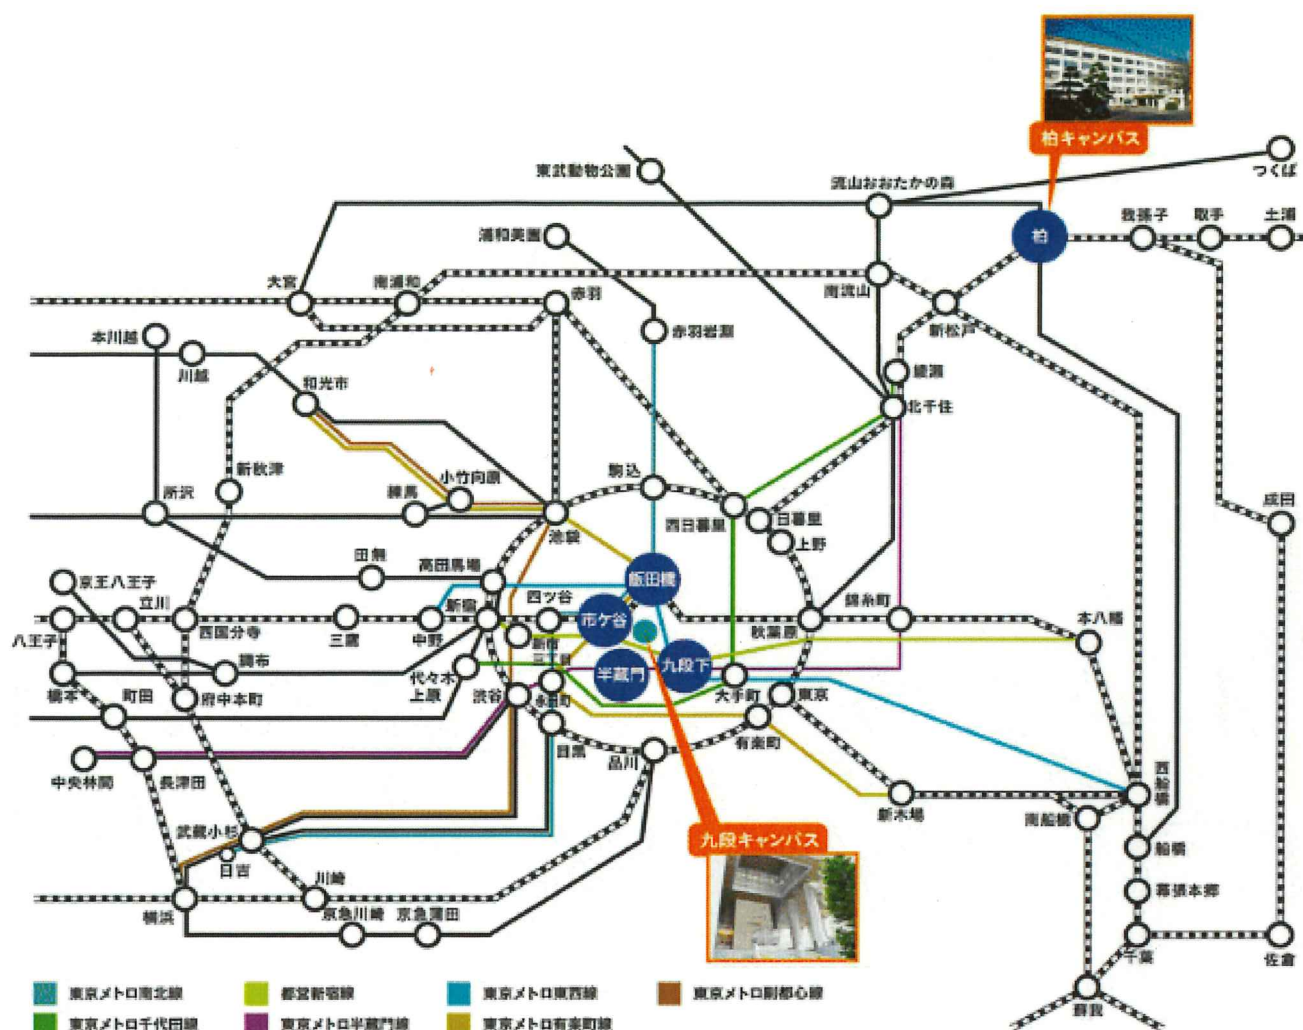 柏キャンパス
つくば
東武動物公園
流山おおたかの森
柏
我孫子
取手
土浦
浦和美園
大宮
南浦和
赤羽
南流山
新松戸
本川越
川越
赤羽岩淵
綾瀬
和光市
北千住
新秋津
小竹向原
駒込
所沢
練馬
池袋
西日暮里
日暮里
上野
成田
田無
高田馬場
飯田橋
京王八王子
立川
八王子
西国分寺
三鷹
中野
新宿
四ツ谷
市ケ谷
秋葉原
錦糸町
本八幡
新宿
三丁目
調布
代々木
上原
半蔵門
九段下
橋本
町田
府中本町
渋谷
永田町
大手町
東京
有楽町
目黒
品川
中央林間
長津田
新木場
南船橋
西船橋
武蔵小杉
日吉
九段キャンパス
船橋
川崎
幕張本郷
横浜
京急川崎
京急蒲田
千葉
佐倉
蘇我
東京メトロ南北線
都営新宿線
東京メトロ東西線
東京メトロ副都心線
東京メトロ千代田線
東京メトロ半蔵門線
東京メトロ有楽町線